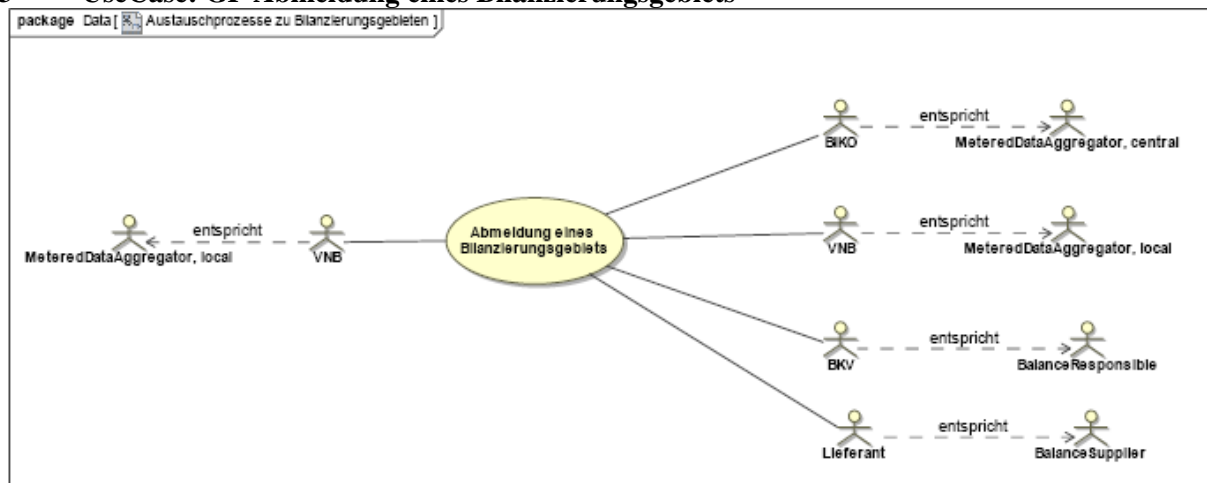 UseCase: GP Abmeldung eines Bilanzierungsgebiets
package Data [ Austauschprozesse zu Bilanzierungsgebieten ]
entspricht
BIKO
MeteredDataAggregator, central
entspricht
MeteredDataAggregator, local
VNB
Abmeldung eines
Bilanzierungsgebiets
entspricht
VNB
MeteredDataAggregator, local
entspricht
BKV
BalanceResponsible
entspricht
Lieferant
BalanceSupplier